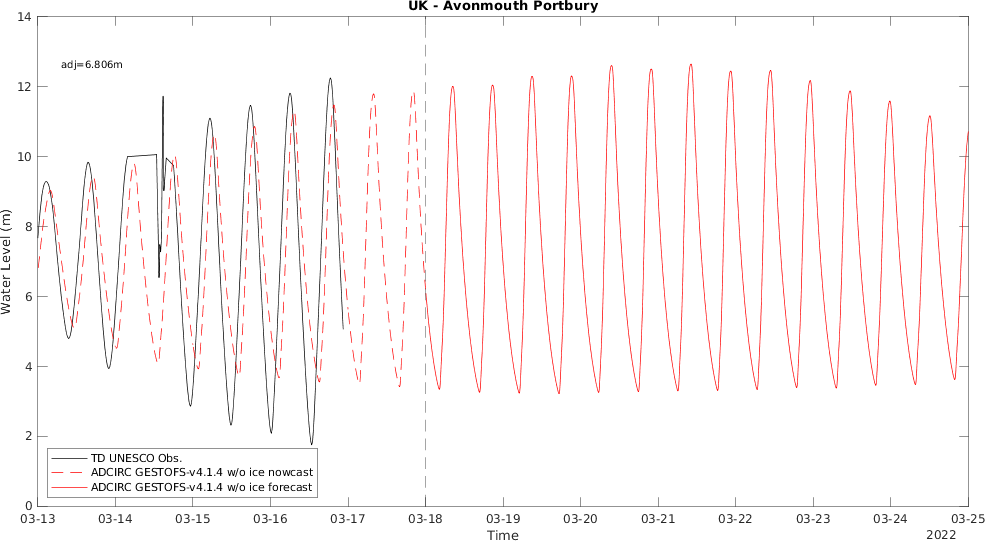 UK - Avonmouth Portbury
adj=6.806m
Water Level (m)
14
12
10
8
6
4
2
0
TD UNESCO Obs.
ADCIRC GESTOFS-v4.1.4 w/o ice nowcast
ADCIRC GESTOFS-v4.1.4 w/o ice forecast
03-13 03-14 03-15 03-16 03-17 03-18 03-19 03-20 03-21 03-22 03-23 03-24 03-25
Time
2022